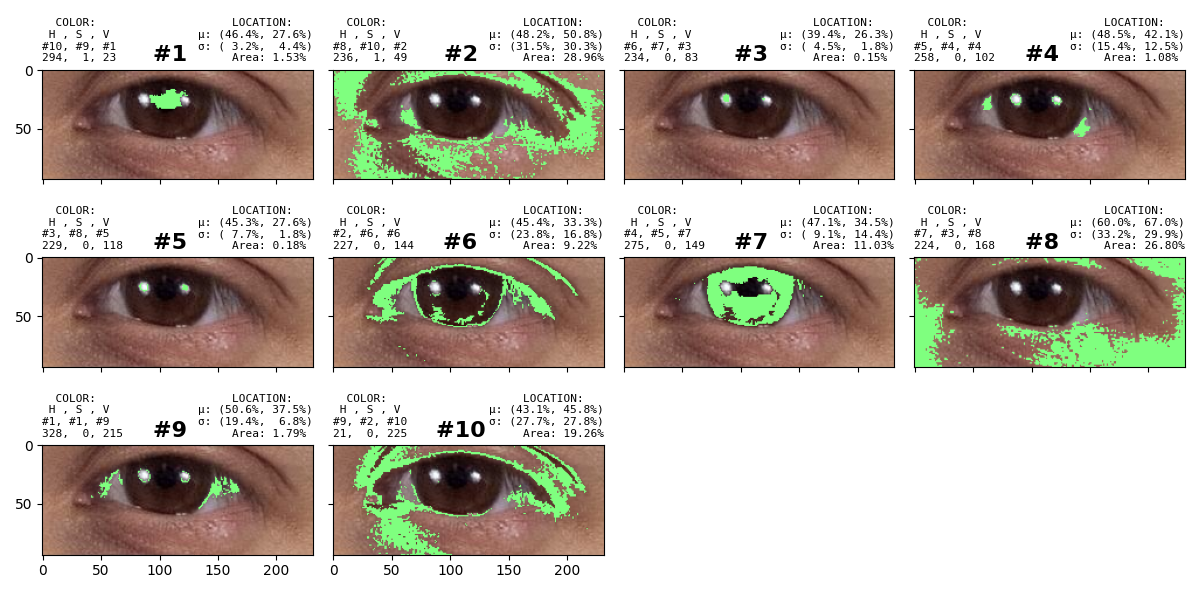 COLOR: LOCATION: COLOR: LOCATION: COLOR: LOCATION: COLOR: LOCATION:
H , S , V μ: (46.4%, 27.6%) H , S , V μ: (48.2%, 50.8%) H , S , V μ: (39.4%, 26.3%) H , S , V μ: (48.5%, 42.1%)
#10, #9, #1 #1 σ: ( 3.2%, 4.4%) #8, #10, #2 #2 σ: (31.5%, 30.3%) #6, #7, #3 #3 σ: ( 4.5%, 1.8%) #5, #4, #4 #4 σ: (15.4%, 12.5%)
294, 1, 23 Area: 1.53% 236, 1, 49 Area: 28.96% 234, 0, 83 Area: 0.15% 258, 0, 102 Area: 1.08%
0
50
COLOR: LOCATION: COLOR: LOCATION: COLOR: LOCATION: COLOR: LOCATION:
H , S , V μ: (45.3%, 27.6%) H , S , V μ: (45.4%, 33.3%) H , S , V μ: (47.1%, 34.5%) H , S , V μ: (60.0%, 67.0%)
#3, #8, #5 #5 σ: ( 7.7%, 1.8%) #2, #6, #6 #6 σ: (23.8%, 16.8%) #4, #5, #7 #7 σ: ( 9.1%, 14.4%) #7, #3, #8 #8 σ: (33.2%, 29.9%)
229, 0, 118 Area: 0.18% 227, 0, 144 Area: 9.22% 275, 0, 149 Area: 11.03% 224, 0, 168 Area: 26.80%
0
50
COLOR: LOCATION: COLOR: LOCATION:
H , S , V μ: (50.6%, 37.5%) H , S , V μ: (43.1%, 45.8%)
#1, #1, #9 #9 σ: (19.4%, 6.8%) #9, #2, #10 #10 σ: (27.7%, 27.8%)
328, 0, 215 Area: 1.79% 21, 0, 225 Area: 19.26%
0
50
0 50 100 150 200 0 50 100 150 200